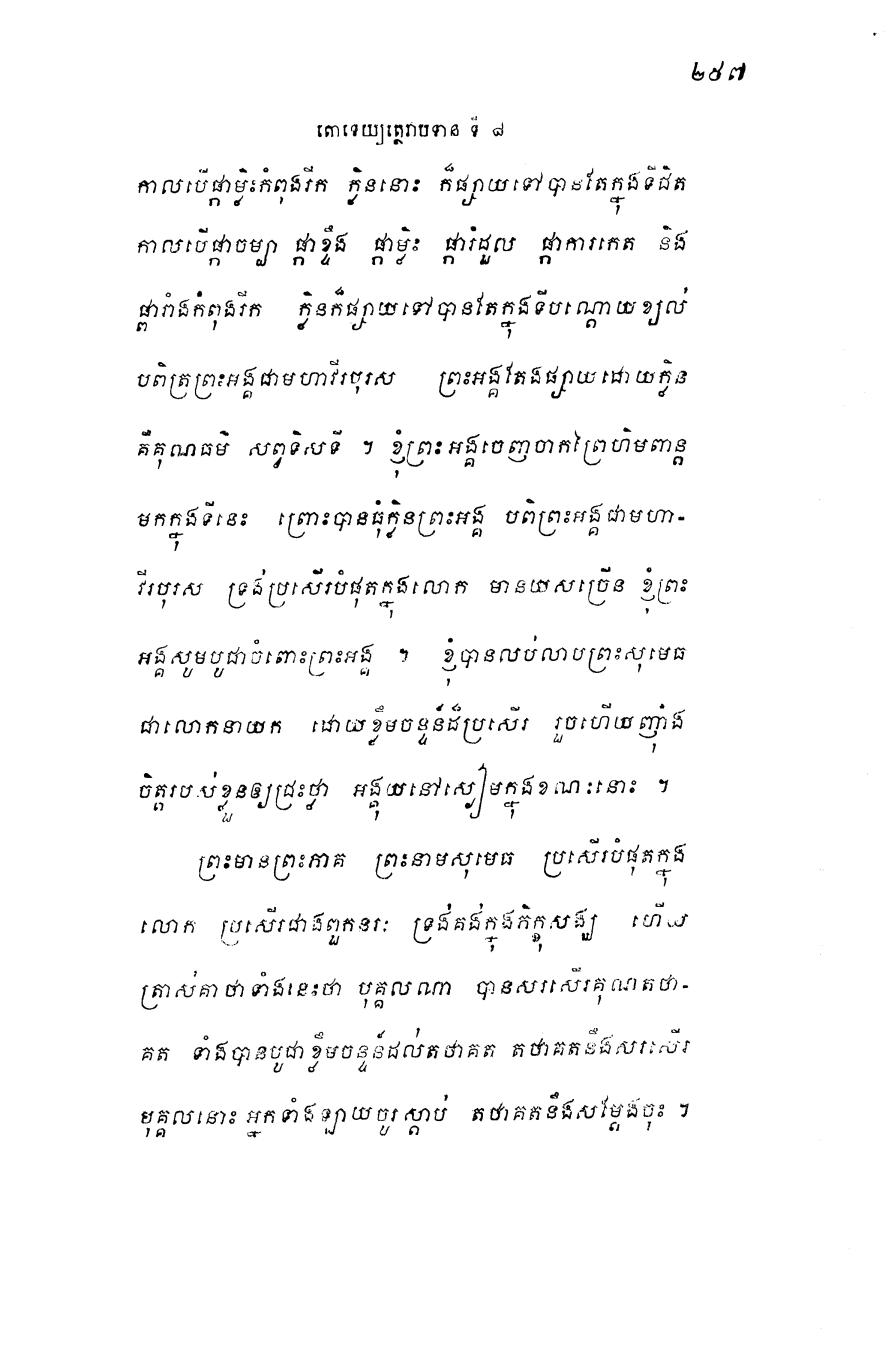 ២៥៧
តោទេយ្យត្ថេរាបទាន ទី ៨
កាលបើផ្កាម្លិះកំពុងរីក ក្លិននោះ ក៏ផ្សាយទៅបានតែក្នុងទីជិត
កាលបើផ្កាចម្បា ផ្កាខ្ទឹង ផ្កាម្លិះ ផ្ការំដួល ផ្កាការកេត និង
ផ្ការាំងកំពុងរីក ក្លិនក៏ផ្សាយទៅបានតែក្នុងទីបណ្តោយខ្យល់
បពិត្រព្រះអង្គជាមហាវីរបុរស ព្រះអង្គតែងផ្សាយដោយក្លិន
គឺគុណធម៌ សព្វទិសទី ។ ខ្ញុំព្រះអង្គចេញចាកព្រៃហិមពាន្ត
មកក្នុងទីនេះ ព្រោះបានធុំក្លិនព្រះអង្គ បពិព្រះអង្គជាមហា-
វីរបុរស ទ្រង់ប្រសើរបំផុតក្នុងលោក មានយសច្រើន ខ្ញុំព្រះ
អង្គសូមបូជាចំពោះព្រះអង្គ ។ ខ្ញុំបានលប់លាបព្រះសុមេធ
ជាលោកនាយក ដោយខ្លឹមចន្ទន៍ដ៏ប្រសើរ រួចហើយញ៉ាំង
ចិត្តរបស់ខ្លួនឲ្យជ្រះថ្លា អង្គុយនៅស្ងៀមក្នុងខណៈនោះ ។
ព្រះមានព្រះភាគ ព្រះនាមសុមេធ ប្រសើរបំផុតក្នុង
លោក ប្រសើរជាងពួកនរៈ ទ្រង់គង់ក្នុងភិក្ខុសង្ឃ ហើយ
ត្រាស់គាថាទាំងនេះថា បុគ្គលណា បានសរសើរគុណតថា-
គត ទាំងបានបូជាខ្លឹមចន្ទន៍ដល់តថាគត តថាគតនឹងសរសើរ
បុគ្គលនោះ អ្នកទាំងឡាយចូរស្តាប់ តថាគតនឹងសម្តែងចុះ ។